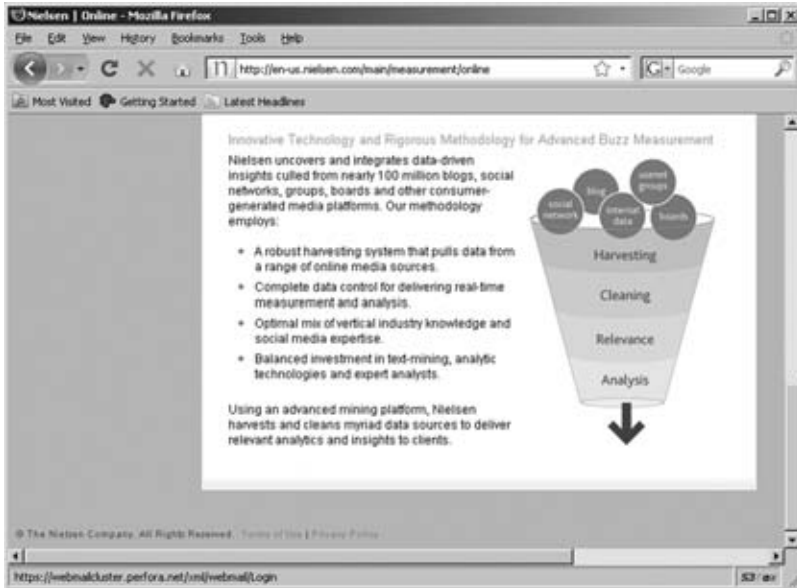 Nielsen | Online - Mozilla Firefox
File Edit View History Bookmarks Tools Help
http://en-us.nielsen.com/main/measurement/online
Google
Most Visited Getting Started Latest Headlines
Innovative Technology and Rigorous Methodology for Advanced Buzz Measurement
Nielsen uncovers and integrates data-driven
insights culled from nearly 100 million blogs, social
networks, groups, boards and other consumer-
generated media platforms. Our methodology
employs:
A robust harvesting system that pulls data from
a range of online media sources.
Complete data control for delivering real-time
measurement and analysis.
Optimal mix of vertical industry knowledge and
social media expertise.
Balanced investment in text-mining, analytic
technologies and expert analysts.
Using an advanced mining platform, Nielsen
harvests and cleans myriad data sources to deliver
relevant analytics and insights to clients.
social
network
blog
internal
data
usenet
groups
boards
Harvesting
Cleaning
Relevance
Analysis
© The Nielsen Company. All Rights Reserved. Terms of Use | Privacy Policy
https://webmailcluster.perfora.net/xml/webmail/Login